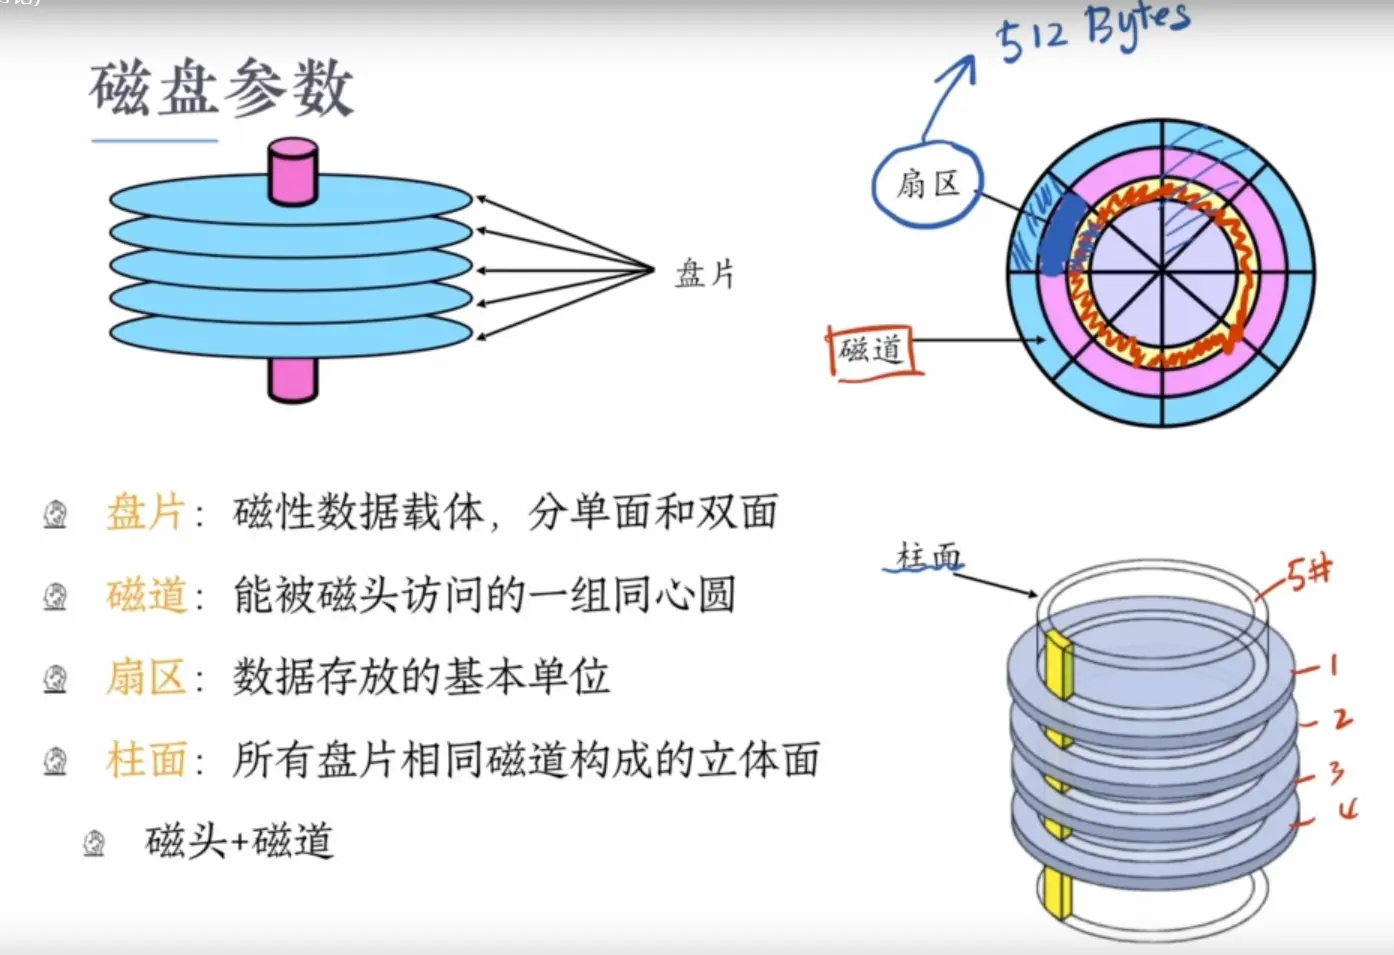 磁盘参数
512 Bytes
扇区
盘片
磁道
盘片：磁性数据载体，分单面和双面
磁道：能被磁头访问的一组同心圆
扇区：数据存放的基本单位
柱面：所有盘片相同磁道构成的立体面
磁头+磁道
柱面
5#
1
2
3
4